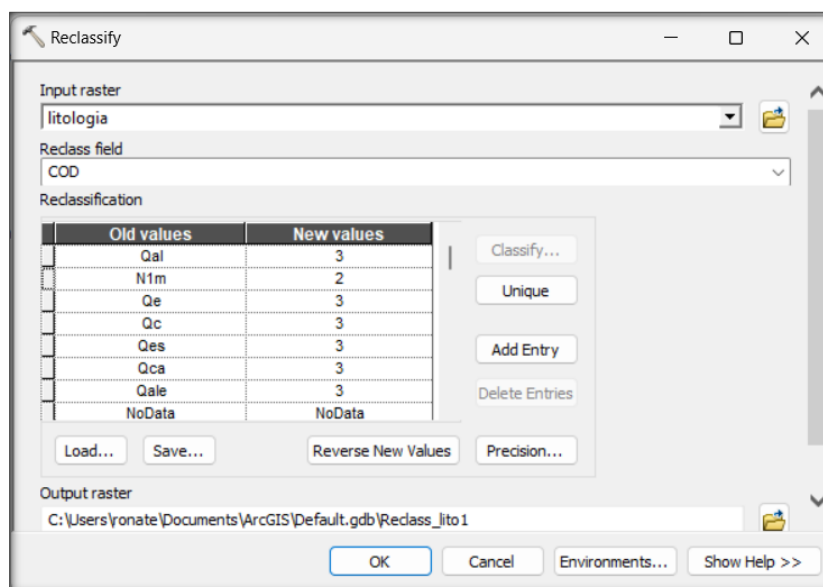 Reclassify
Input raster
litologia
Reclass field
COD
Reclassification
Old values New values
Qal 3
N1m 2
Qe 3
Qc 3
Qes 3
Qca 3
Qale 3
NoData NoData
Classify...
Unique
Add Entry
Delete Entries
Load... Save... Reverse New Values Precision...
Output raster
C:\Users\ronate\Documents\ArcGIS\Default.gdb\Reclass_lito1
OK Cancel Environments... Show Help >>